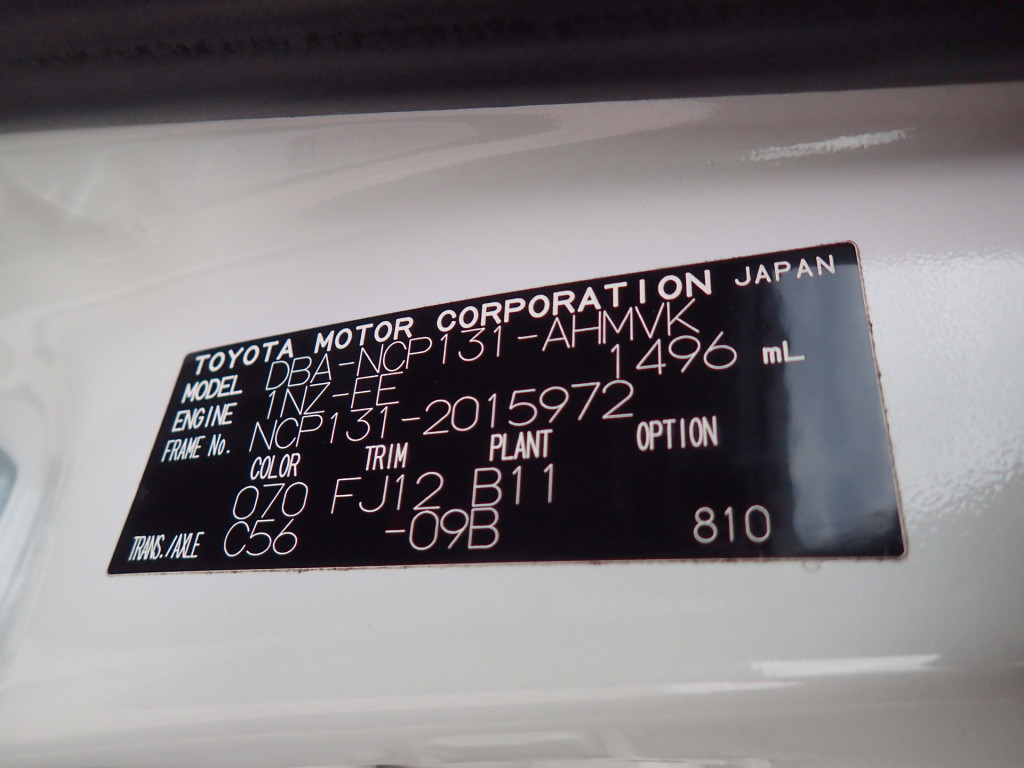 TOYOTA MOTOR CORPORATION JAPAN
MODEL DBA-NCP131-AHMVK
ENGINE 1NZ-FE 1496 mL
FRAME No. NCP131-2015972
COLOR TRIM PLANT OPTION
070 FJ12 B11
TRANS./AXLE C56 -09B 810